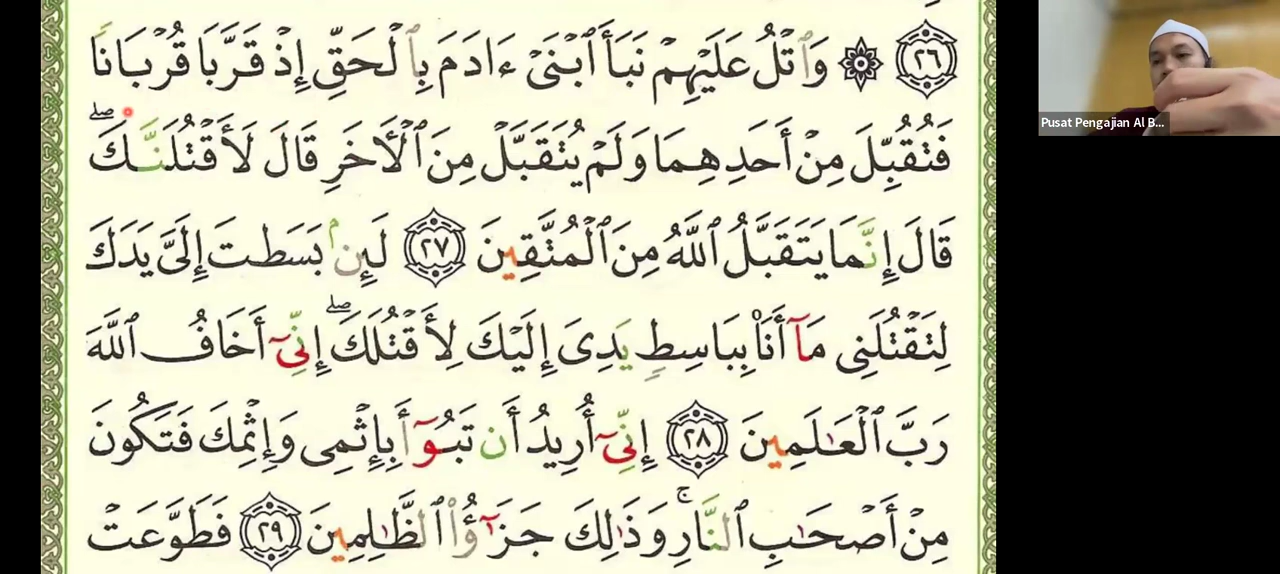 ۞ وَٱتْلُ عَلَيْهِمْ نَبَأَ ٱبْنَىْ ءَادَمَ بِٱلْحَقِّ إِذْ قَرَّبَا قُرْبَانًا ٢٦
فَتُقُبِّلَ مِنْ أَحَدِهِمَا وَلَمْ يُتَقَبَّلْ مِنَ ٱلْأَخَرِ قَالَ لَأَقْتُلَنَّكَ ۖ
قَالَ إِنَّمَا يَتَقَبَّلُ ٱللَّهُ مِنَ ٱلْمُتَّقِينَ ٢٧ لَئِنۢ بَسَطتَ إِلَىَّ يَدَكَ
لِتَقْتُلَنِى مَآ أَنَا۠ بِبَاسِطٍ يَدِىَ إِلَيْكَ لِأَقْتُلَكَ ۖ إِنِّىٓ أَخَافُ ٱللَّهَ
رَبَّ ٱلْعَٰلَمِينَ ٢٨ إِنِّىٓ أُرِيدُ أَن تَبُوٓأَ بِإِثْمِى وَإِثْمِكَ فَتَكُونَ
مِنْ أَصْحَٰبِ ٱلنَّارِ ۚ وَذَٰلِكَ جَزَٰٓؤُا۟ ٱلظَّٰلِمِينَ ٢٩ فَطَوَّعَتْ
Pusat Pengajian Al B...